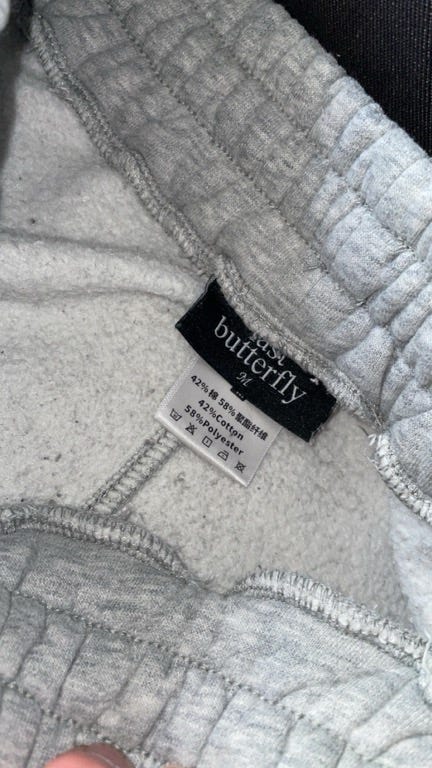 butterfly
M
42%棉 58%聚酯纤维
42%Cotton
58%Polyester